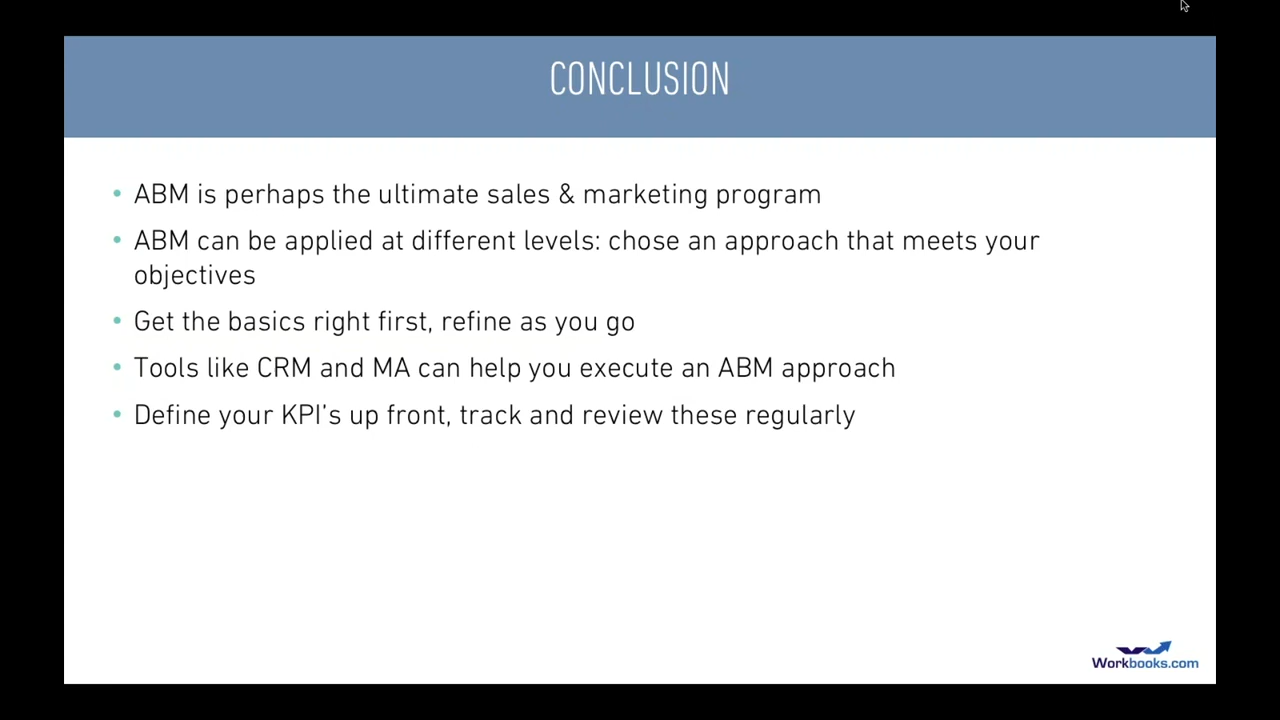 CONCLUSION
• ABM is perhaps the ultimate sales & marketing program
• ABM can be applied at different levels: chose an approach that meets your
objectives
• Get the basics right first, refine as you go
• Tools like CRM and MA can help you execute an ABM approach
• Define your KPI’s up front, track and review these regularly
Workbooks.com